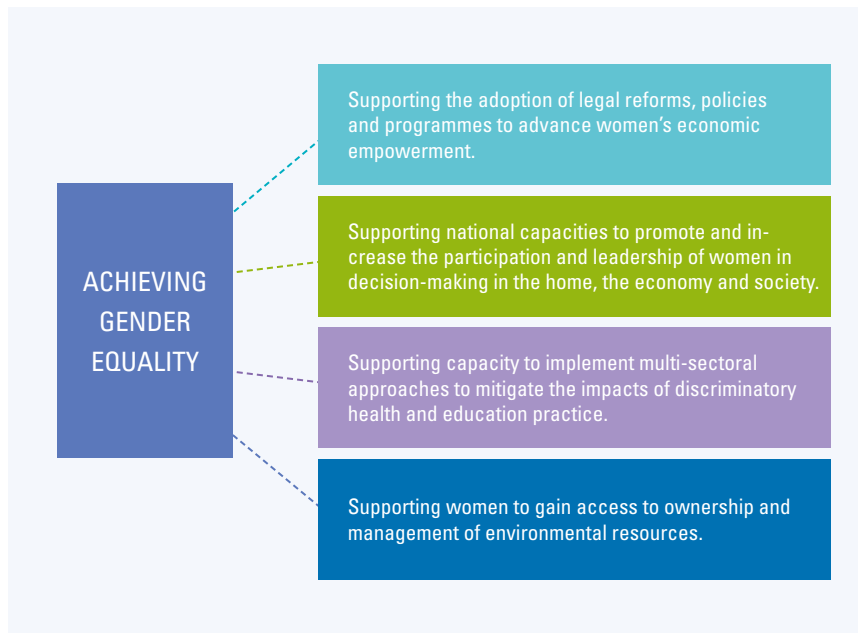 ACHIEVING
GENDER
EQUALITY
Supporting the adoption of legal reforms, policies
and programmes to advance women's economic
empowerment.
Supporting national capacities to promote and in-
crease the participation and leadership of women in
decision-making in the home, the economy and society.
Supporting capacity to implement multi-sectoral
approaches to mitigate the impacts of discriminatory
health and education practice.
Supporting women to gain access to ownership and
management of environmental resources.